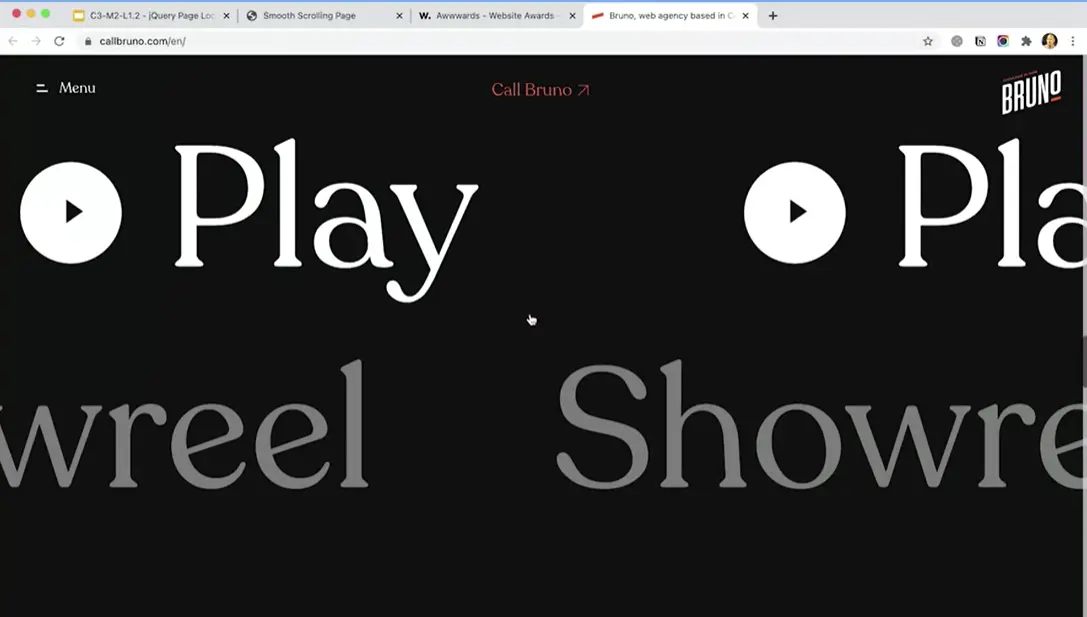 C3-M2-L1.2 - jQuery Page Loc
Smooth Scrolling Page
W. Awwwards - Website Awards
Bruno, web agency based in C
callbruno.com/en/
Menu
Call Bruno
BRUNO
Play
Pla
wreel
Showre